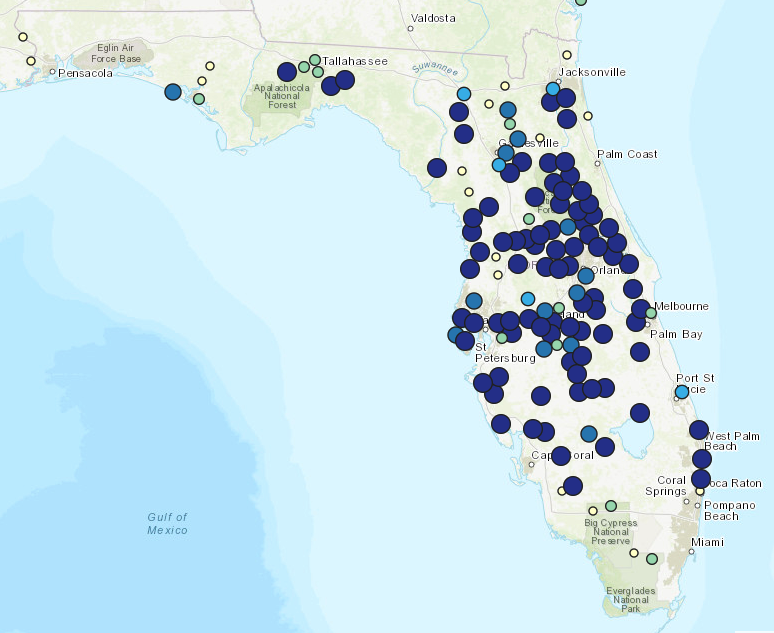 Valdosta
Eglin Air
Force Base
Pensacola
Tallahassee
Suwannee
Jacksonville
Apalachicola
National
Forest
Palm Coast
Melbourne
Palm Bay
St
Petersburg
Port St
West Palm
Beach
Coral
Springs
Pompano
Beach
Gulf of
Mexico
Big Cypress
National
Preserve
Miami
Everglades
National
Park